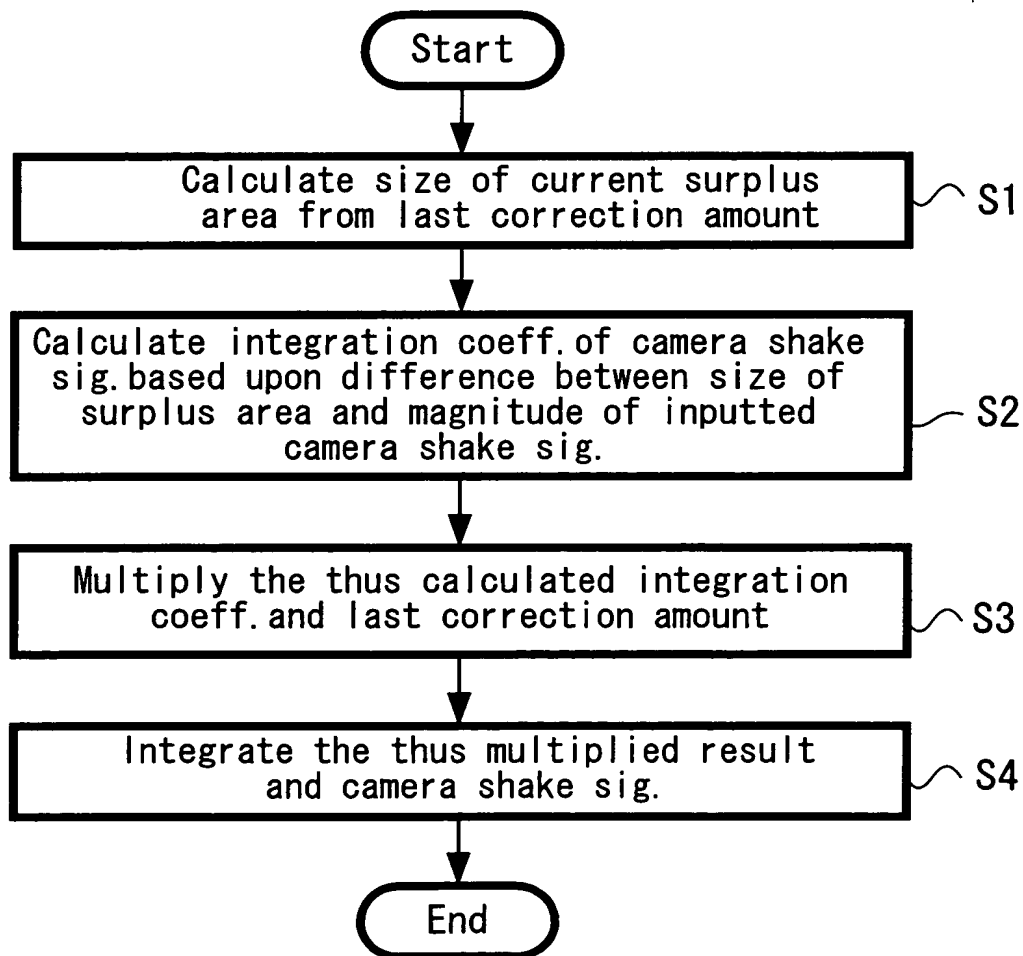 Start
Calculate size of current surplus
area from last correction amount
S1
Calculate integration coeff.of camera shake
sig.based upon difference between size of
surplus area and magnitude of inputted
camera shake sig.
S2
Multiply the thus calculated integration
coeff.and last correction amount
S3
Integrate the thus multiplied result
and camera shake sig.
S4
End